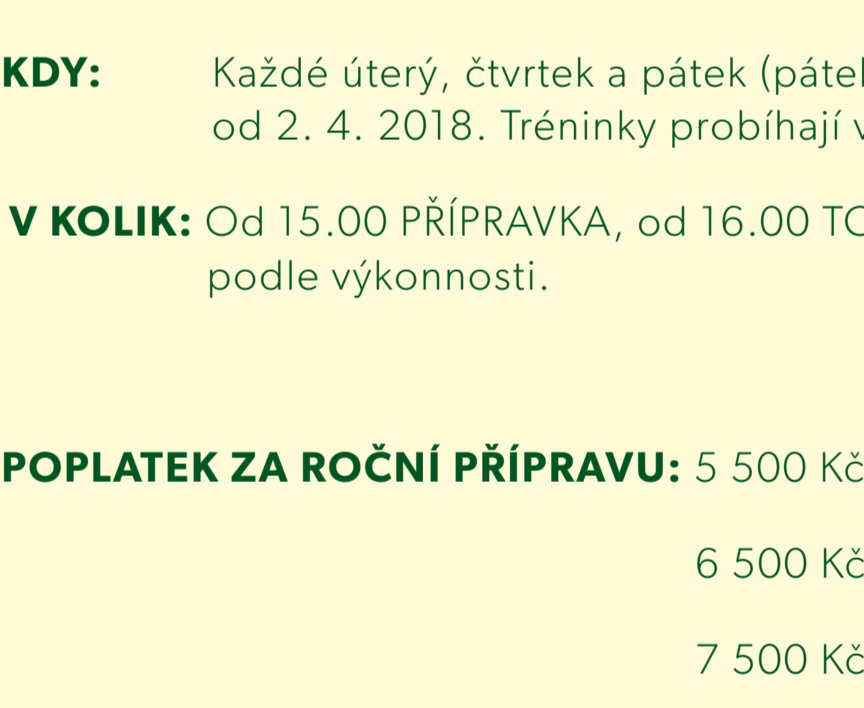 KDY: Každé úterý, čtvrtek a pátek (pátek
od 2. 4. 2018. Tréninky probíhají v
V KOLIK: Od 15.00 PŘÍPRAVKA, od 16.00
podle výkonnosti.
POPLATEK ZA ROČNÍ PŘÍPRAVU: 5 500 Kč
6 500 Kč
7 500 Kč